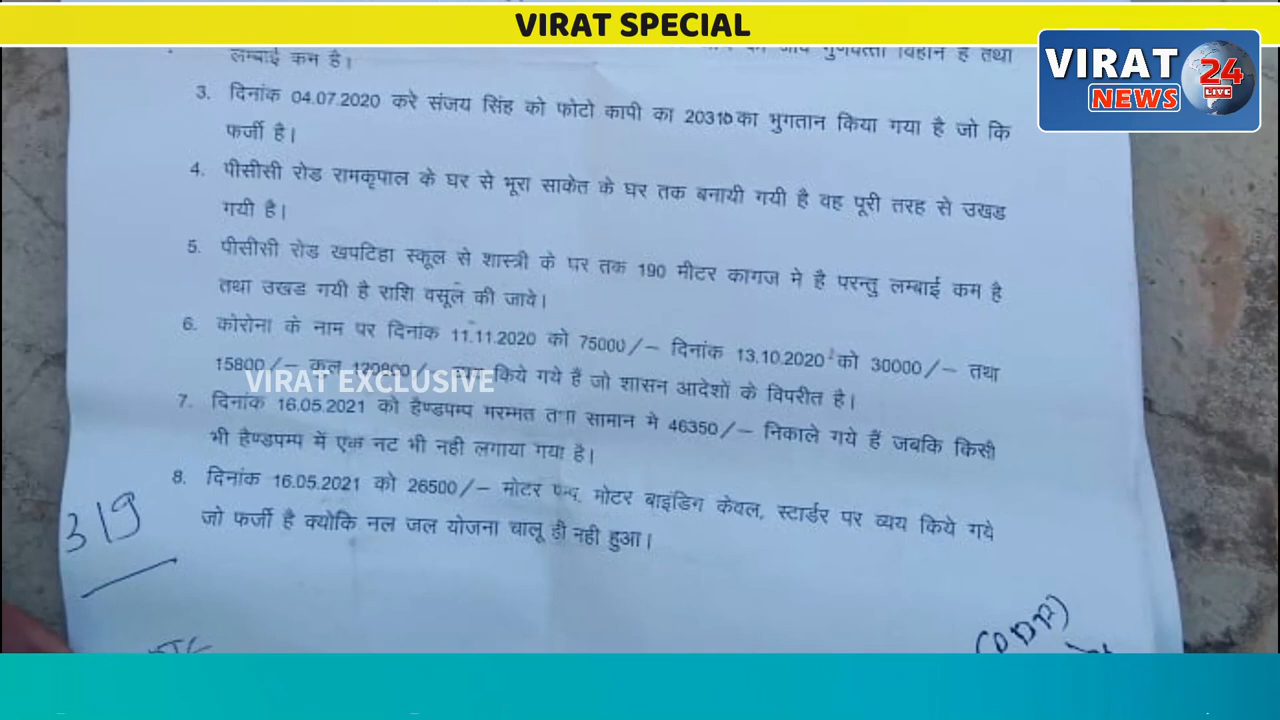 VIRAT SPECIAL
VIRAT
24
NEWS
LIVE
गुणवत्ता विहीन है तथा
लम्बाई कम है।
3. दिनांक 04.07.2020 करे संजय सिंह को फोटो कापी का 20310 का भुगतान किया गया है जो कि
फर्जी है।
4. पीसीसी रोड रामकृपाल के घर से भूरा साकेत के घर तक बनायी गयी है वह पूरी तरह से उखड
गयी है।
5. पीसीसी रोड खपटिहा स्कूल से शास्त्री के घर तक 190 मीटर कागज मे है परन्तु लम्बाई कम है
तथा उखड गयी है राशि वसूल की जावे।
6. कोरोना के नाम पर दिनांक 11.11.2020 को 75000/– दिनांक 13.10.2020 को 30000/– तथा
15800/– कुल 120800/– किये गये है जो शासन आदेशों के विपरीत है।
VIRAT EXCLUSIVE
7. दिनांक 16.05.2021 को हैण्डपम्प मरम्मत तथा सामान मे 46350/– निकाले गये हैं जबकि किसी
भी हैण्डपम्प में एक नट भी नही लगाया गया है।
8. दिनांक 16.05.2021 को 26500/– मोटर पम्प, मोटर बाइंडिग केवल, स्टार्डर पर व्यय किये गये
जो फर्जी है क्योकि नल जल योजना चालू ही नही हुआ।
319